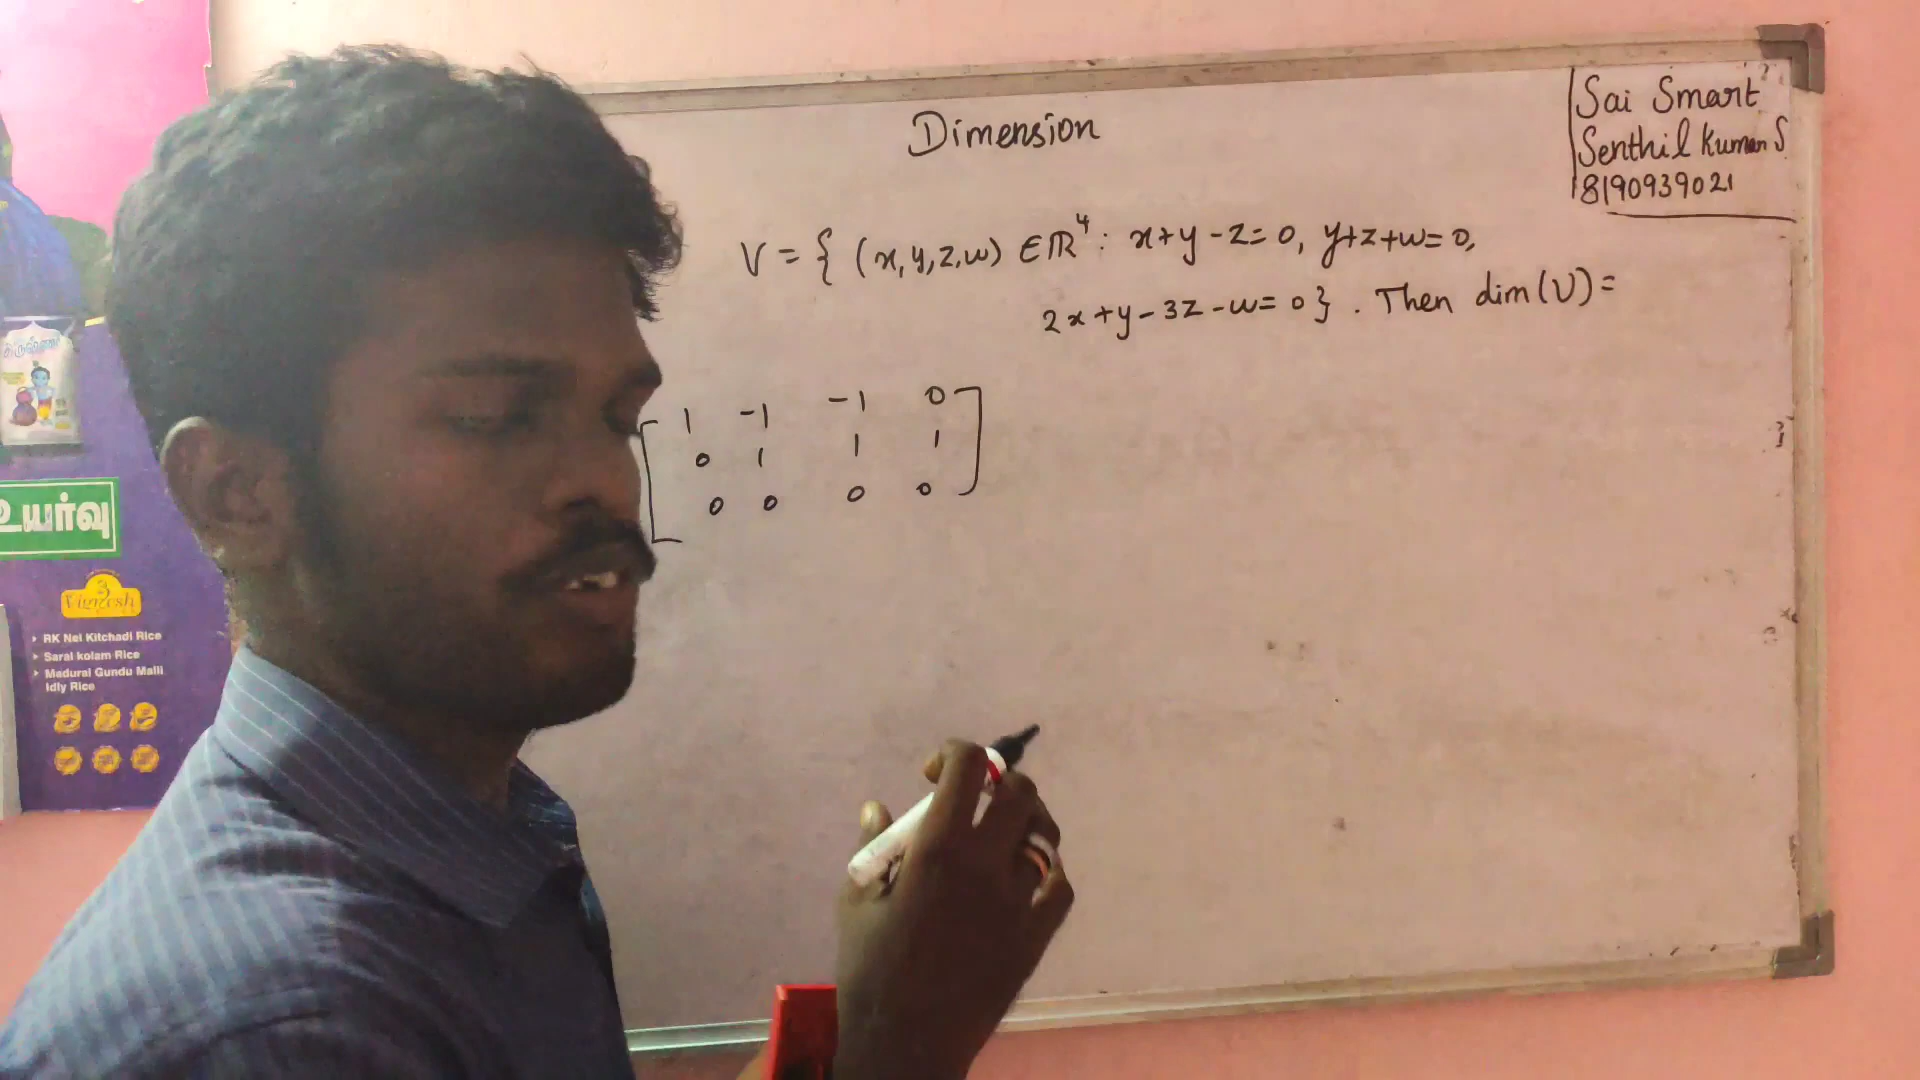 Dimension
Sai Smart
Senthil Kumar S
8190939021
V = { (x, y, z, w) ∈ ℝ⁴ : x+y-z=0, y+z+w=0,
2x+y-3z-w=0 } . Then dim(V)=
1 -1 -1 0
0 1 1 1
0 0 0 0
உயர்வு
3
Vignesh
RK Nei Kitchadi Rice
Saral kolam Rice
Madurai Gundu Malli
Idly Rice